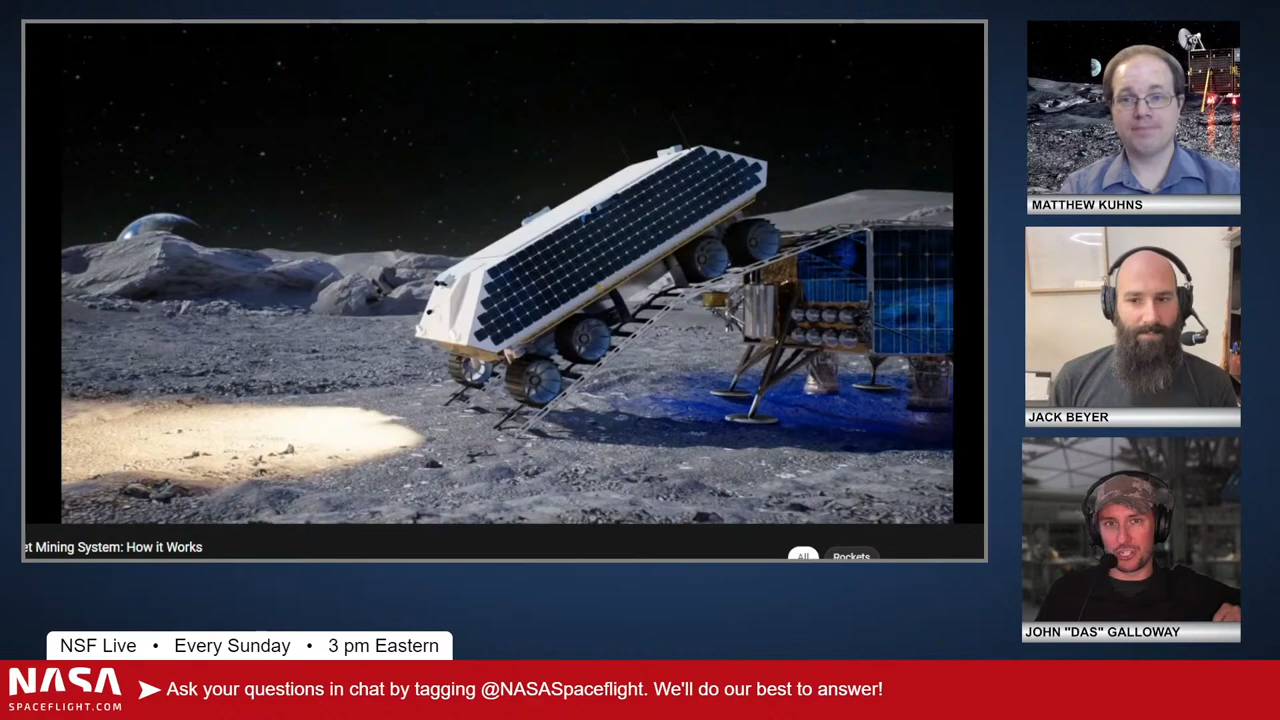 MATTHEW KUHNS
JACK BEYER
et Mining System: How it Works
All
Rockets
JOHN "DAS" GALLOWAY
NSF Live • Every Sunday • 3 pm Eastern
NASA
SPACEFLIGHT.COM
Ask your questions in chat by tagging @NASASpaceflight. We'll do our best to answer!